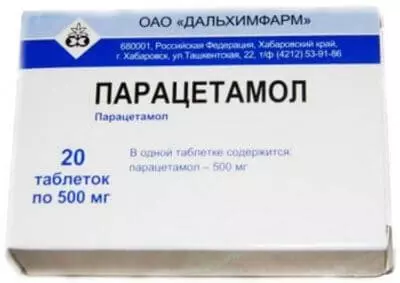 ОАО «ДАЛЬХИМФАРМ»
680001, Российская Федерация, Хабаровский край,
г. Хабаровск, ул.Ташкентская, 22, т/ф (4212) 53-91-86
ПАРАЦЕТАМОЛ
Парацетамол
20
таблеток
по 500 мг
В одной таблетке содержится:
парацетамол – 500 мг